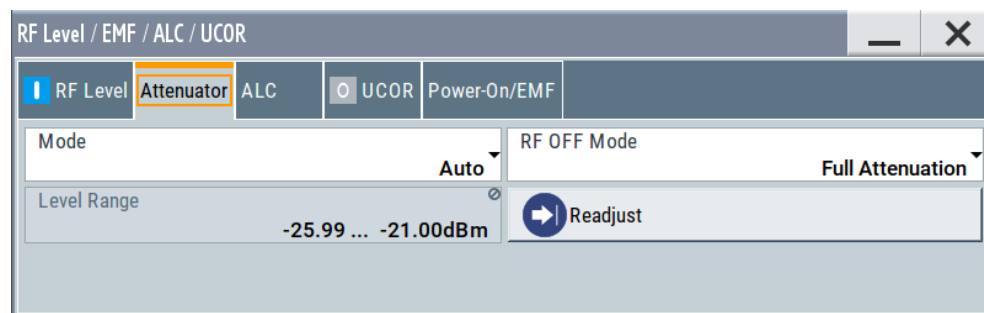 RF Level / EMF / ALC / UCOR
I RF Level Attenuator ALC O UCOR Power-On/EMF
Mode
Auto
RF OFF Mode
Full Attenuation
Level Range
-25.99 ... -21.00dBm
Readjust